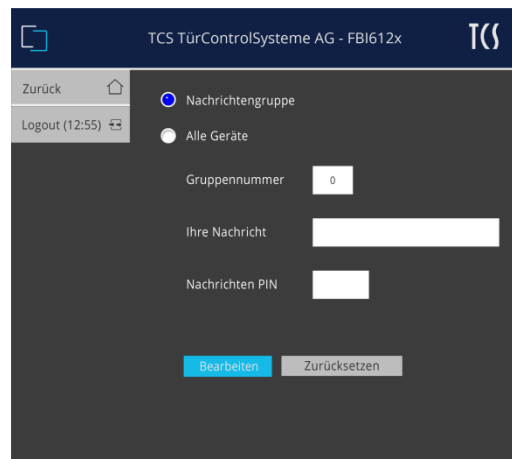 TCS TürControlSysteme AG - FBI612x
TCS
Zurück
Logout (12:55)
Nachrichtengruppe
Alle Geräte
Gruppennummer 0
Ihre Nachricht
Nachrichten PIN
Bearbeiten Zurücksetzen